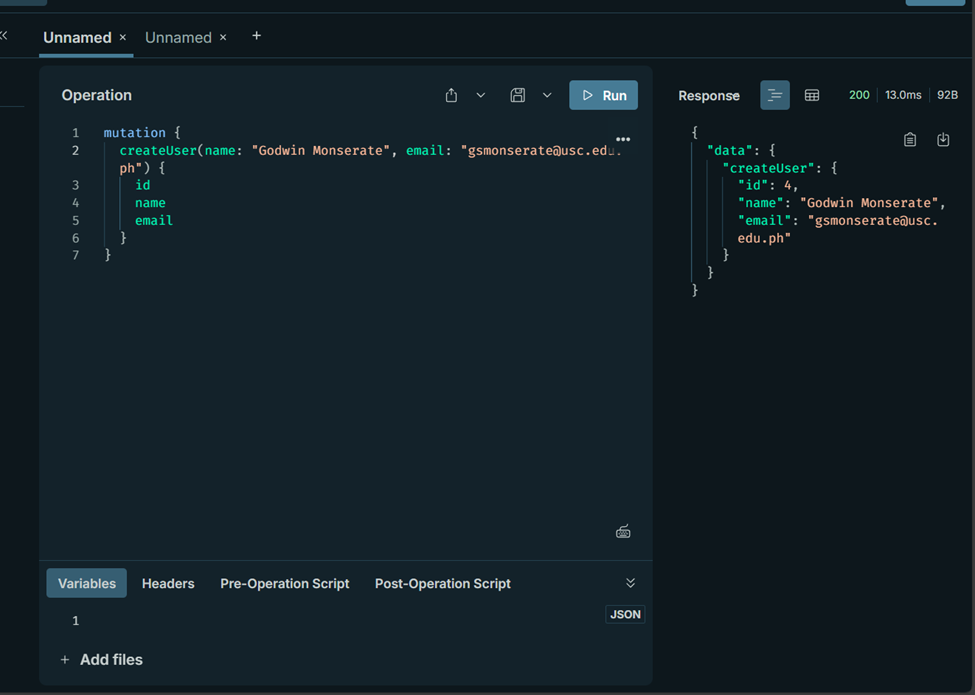 Unnamed × Unnamed × +
Operation
Run
1 mutation {
2 createUser(name: "Godwin Monserate", email: "gsmonserate@usc.edu.
ph") {
3 id
4 name
5 email
6 }
7 }
Variables Headers Pre-Operation Script Post-Operation Script
1
JSON
+ Add files
Response 200 13.0ms 92B
{
"data": {
"createUser": {
"id": 4,
"name": "Godwin Monserate",
"email": "gsmonserate@usc.
edu.ph"
}
}
}